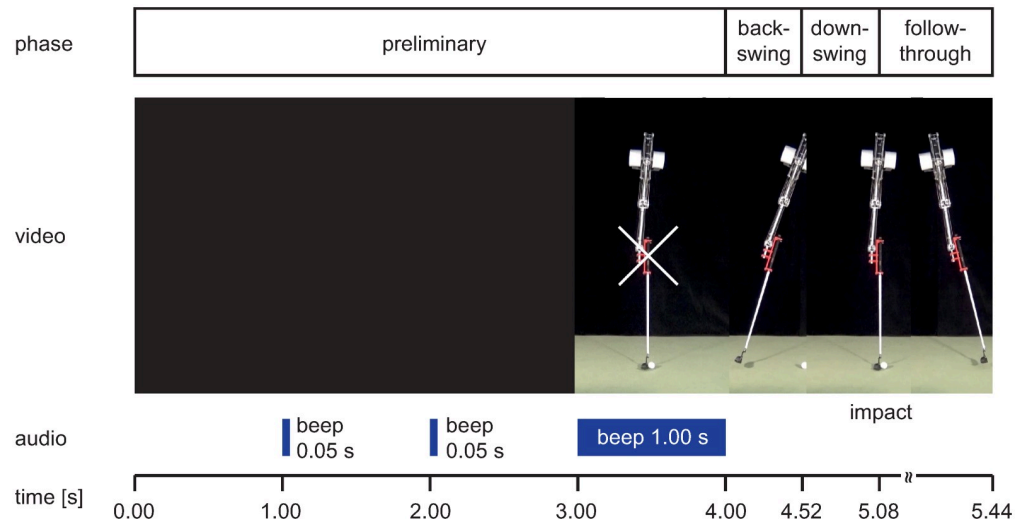 phase
preliminary
back-
swing
down-
swing
follow-
through
video
impact
audio
beep
0.05 s
beep
0.05 s
beep 1.00 s
time [s]
0.00
1.00
2.00
3.00
4.00
4.52
5.08
5.44